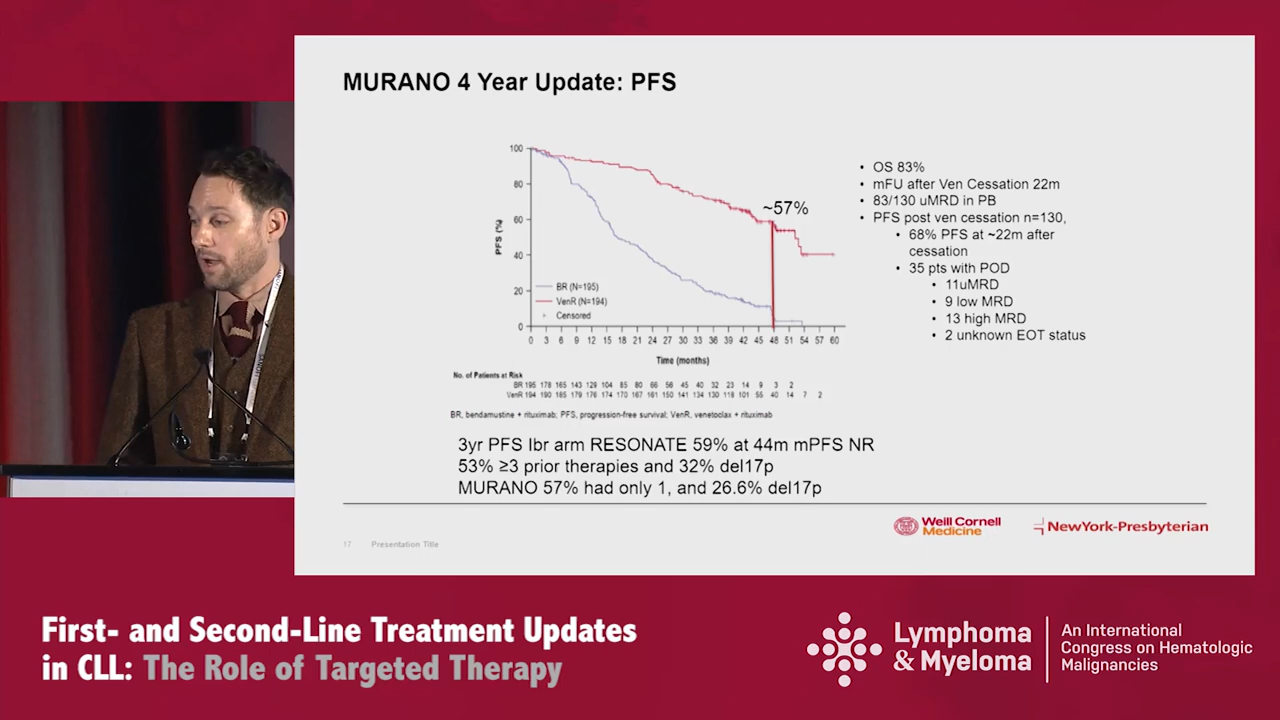 MURANO 4 Year Update: PFS
100
80
60
40
20
0
PFS (%)
~57%
BR (N=195)
VenR (N=194)
Censored
0 3 6 9 12 15 18 21 24 27 30 33 36 39 42 45 48 51 54 57 60
Time (months)
No. of Patients at Risk
BR 195 178 165 143 129 104 85 80 66 56 45 40 32 23 14 9 3 2
VenR 194 190 185 179 176 174 170 167 161 150 141 134 130 118 101 55 40 14 7 2
BR, bendamustine + rituximab; PFS, progression-free survival; VenR, venetoclax + rituximab
• OS 83%
• mFU after Ven Cessation 22m
• 83/130 uMRD in PB
• PFS post ven cessation n=130,
• 68% PFS at ~22m after
cessation
• 35 pts with POD
• 11uMRD
• 9 low MRD
• 13 high MRD
• 2 unknown EOT status
3yr PFS Ibr arm RESONATE 59% at 44m mPFS NR
53% ≥3 prior therapies and 32% del17p
MURANO 57% had only 1, and 26.6% del17p
Weill Cornell
Medicine
NewYork-Presbyterian
17 Presentation Title
First- and Second-Line Treatment Updates
in CLL: The Role of Targeted Therapy
Lymphoma
& Myeloma
An International
Congress on Hematologic
Malignancies